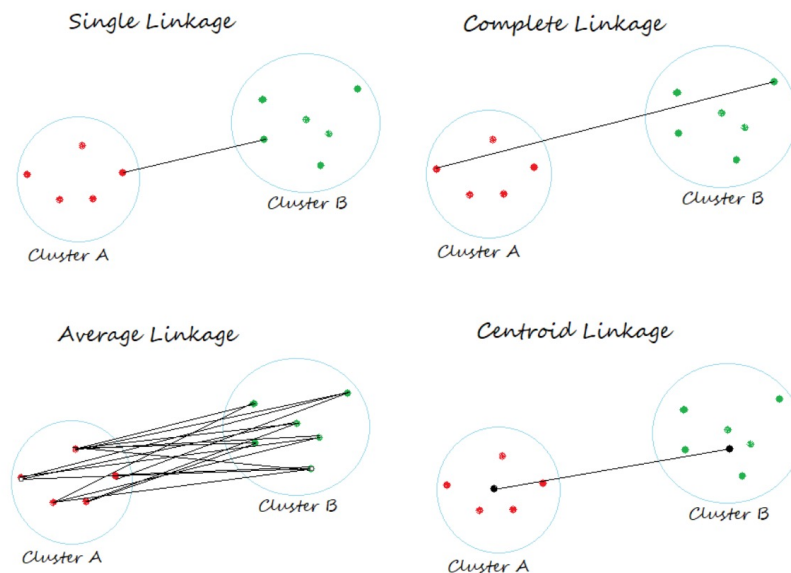 Single Linkage
Complete Linkage
Cluster B
Cluster A
Cluster B
Cluster A
Average Linkage
Centroid Linkage
Cluster B
Cluster A
Cluster B
Cluster A